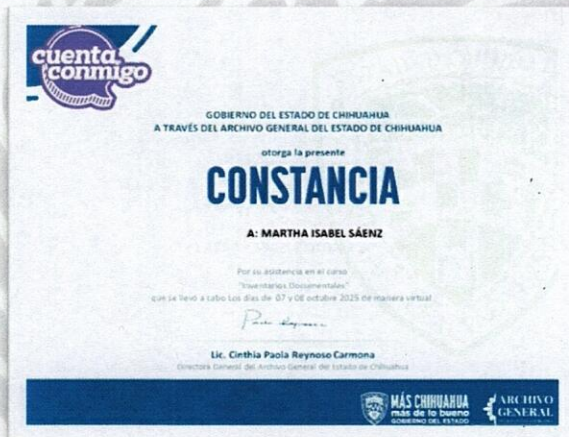 cuenta
conmigo
GOBIERNO DEL ESTADO DE CHIHUAHUA
A TRAVÉS DEL ARCHIVO GENERAL DEL ESTADO DE CHIHUAHUA
otorga la presente
CONSTANCIA
A: MARTHA ISABEL SÁENZ
Por su asistencia en el curso
"Inventarios Documentales"
que se llevó a cabo Los días de 07 y 08 octubre 2025 de manera virtual
Lic. Cinthia Paola Reynoso Carmona
Directora General del Archivo General del Estado de Chihuahua
MÁS CHIHUAHUA
más de lo bueno
GOBIERNO DEL ESTADO
ARCHIVO
GENERAL